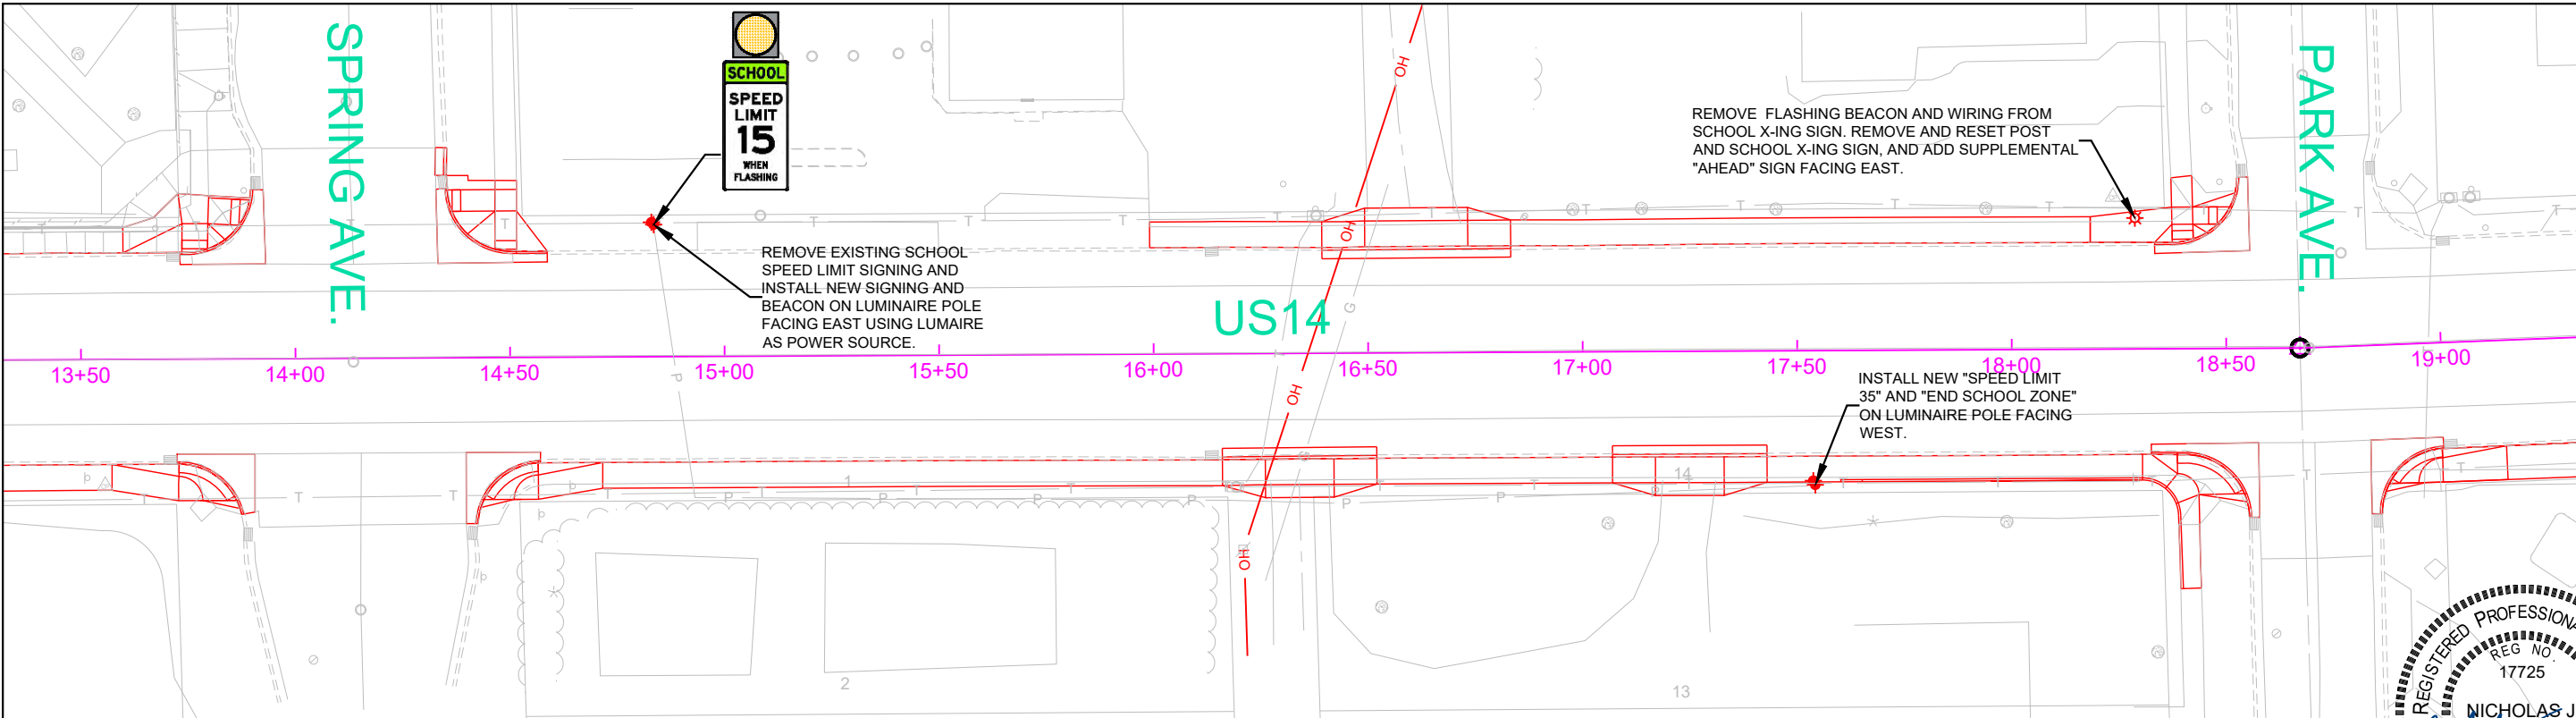 SPRING AVE.
SCHOOL
SPEED
LIMIT
15
WHEN
FLASHING
REMOVE EXISTING SCHOOL
SPEED LIMIT SIGNING AND
INSTALL NEW SIGNING AND
BEACON ON LUMINAIRE POLE
FACING EAST USING LUMAIRE
AS POWER SOURCE.
OH
OH
OH
OH
US14
REMOVE FLASHING BEACON AND WIRING FROM
SCHOOL X-ING SIGN. REMOVE AND RESET POST
AND SCHOOL X-ING SIGN, AND ADD SUPPLEMENTAL
"AHEAD" SIGN FACING EAST.
PARK AVE.
13+50
14+00
14+50
15+00
15+50
16+00
16+50
17+00
17+50
18+00
18+50
19+00
INSTALL NEW "SPEED LIMIT
35" AND "END SCHOOL ZONE"
ON LUMINAIRE POLE FACING
WEST.
1
14
2
13
REGISTERED PROFESSIONA
REG NO.
17725
NICHOLAS J